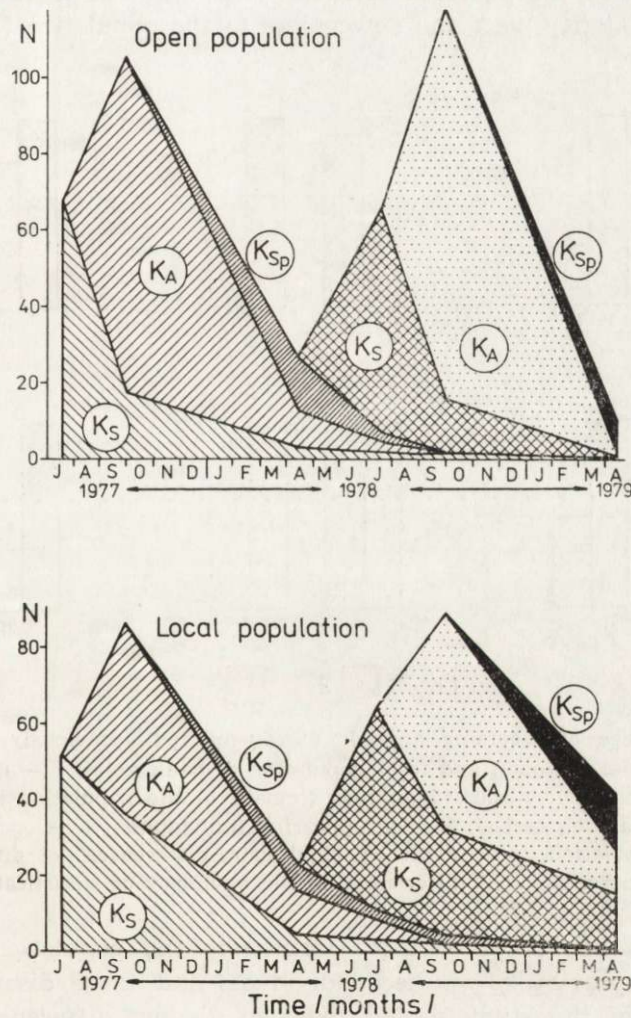 N
Open population
100
80
60
40
20
0
K_A
K_Sp
K_S
K_S
K_A
K_Sp
J A S O N D J F M A M J J A S O N D J F M A
1977 1978 1979
N
Local population
80
60
40
20
0
K_A
K_Sp
K_S
K_S
K_A
K_Sp
J A S O N D J F M A M J J A S O N D J F M A
1977 1978 1979
Time /months/